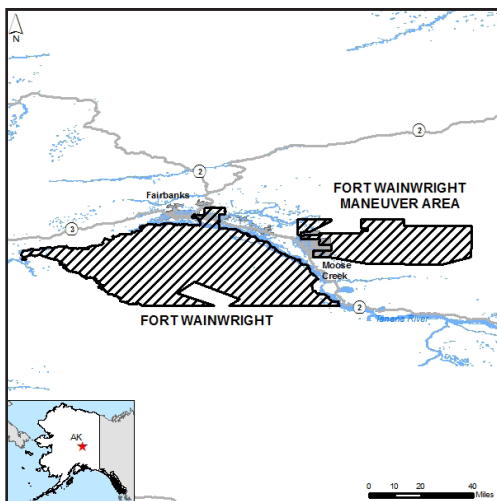 N
2
2
Fairbanks
FORT WAINWRIGHT
MANEUVER AREA
3
Moose
Creek
2
Tanana River
FORT WAINWRIGHT
AK
0 10 20 40
Miles